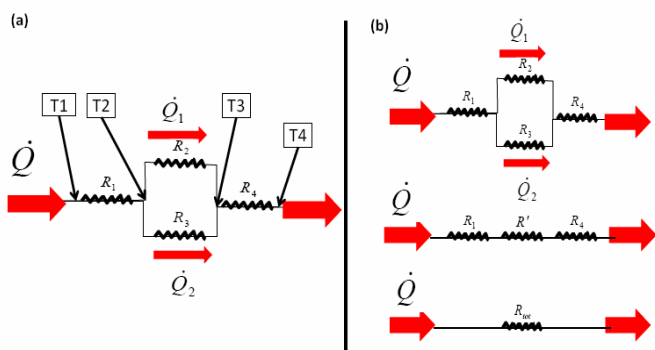 (a)
T1
T2
Q̇₁
T3
T4
Q̇
R₁
R₂
R₄
R₃
Q̇₂
(b)
Q̇₁
Q̇
R₂
R₁
R₄
R₃
Q̇₂
Q̇
R₁
R'
R₄
Q̇
Rₜₒₜ